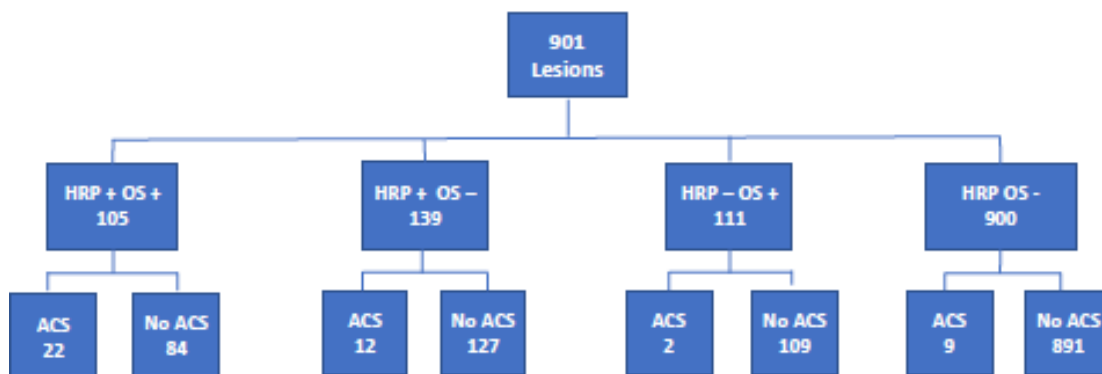 901
Lesions
HRP + OS +
105
HRP + OS –
139
HRP – OS +
111
HRP OS -
900
ACS
22
No ACS
84
ACS
12
No ACS
127
ACS
2
No ACS
109
ACS
9
No ACS
891